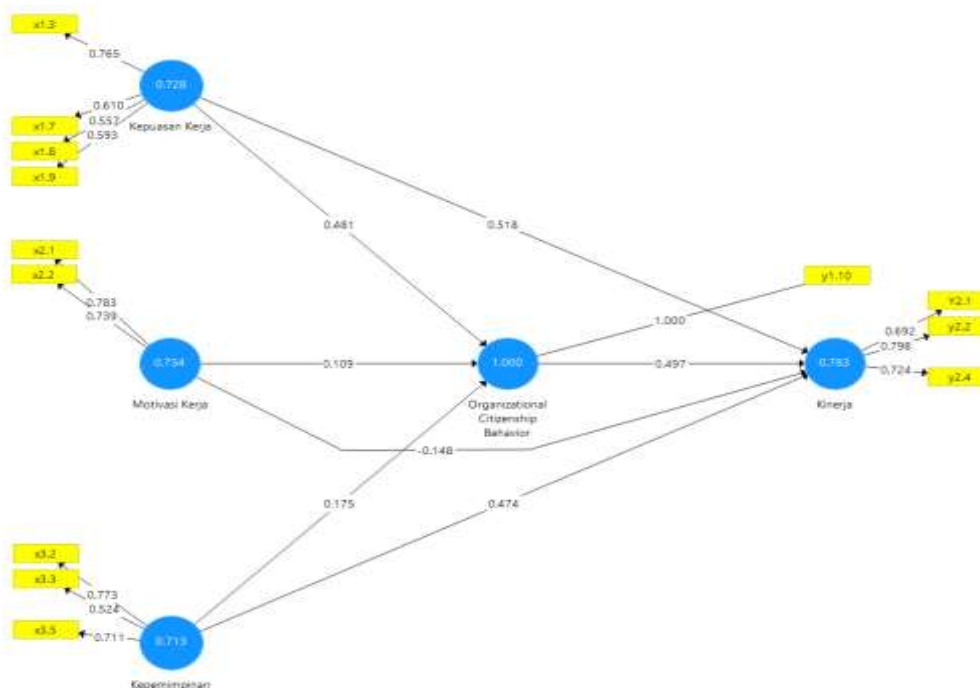 x1.3
0.765
0.728
0.610
x1.7
0.557
Kepuasan Kerja
x1.8
0.593
x1.9
0.518
0.461
x2.1
x2.2
y1.10
0.783
0.739
1.000
Y2.1
0.692
y2.2
0.798
0.754
0.109
1.000
0.497
0.783
0.724
y2.4
Motivasi Kerja
Organizational
Citizenship
Behavior
Kinerja
-0.148
0.175
0.474
x3.2
x3.3
0.773
0.524
x3.5
0.711
0.713
Kepemimpinan